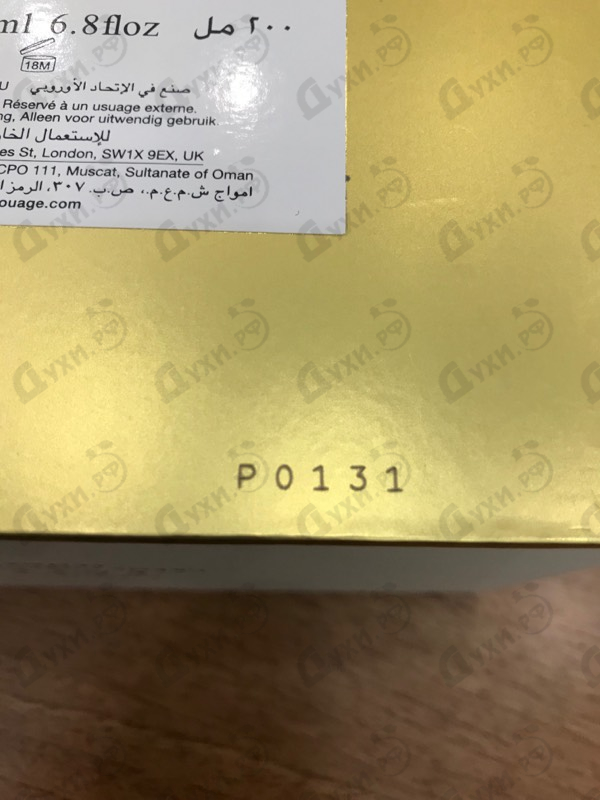 ml 6.8floz ٢٠٠ مل
18M
U صنع في الإتحاد الأوروبي
Réservé à un usuage externe.
ng, Alleen voor uitwendig gebruik
للإستعمال الخا
es St, London, SW1X 9EX, UK
CPO 111, Muscat, Sultanate of Oman
امواج ش.م.ع.م.، ص.ب. ٣٠٧، الرمز ا
ouage.com
P0131
Духи.рф